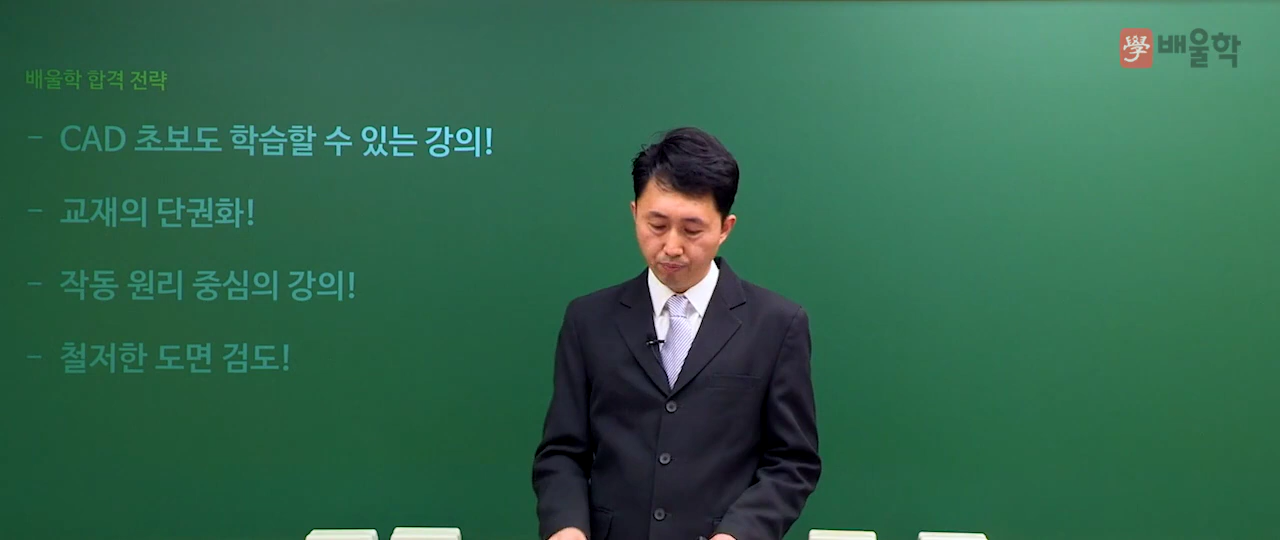 學 배울학
배울학 합격 전략
- CAD 초보도 학습할 수 있는 강의!
- 교재의 단권화!
- 작동 원리 중심의 강의!
- 철저한 도면 검도!